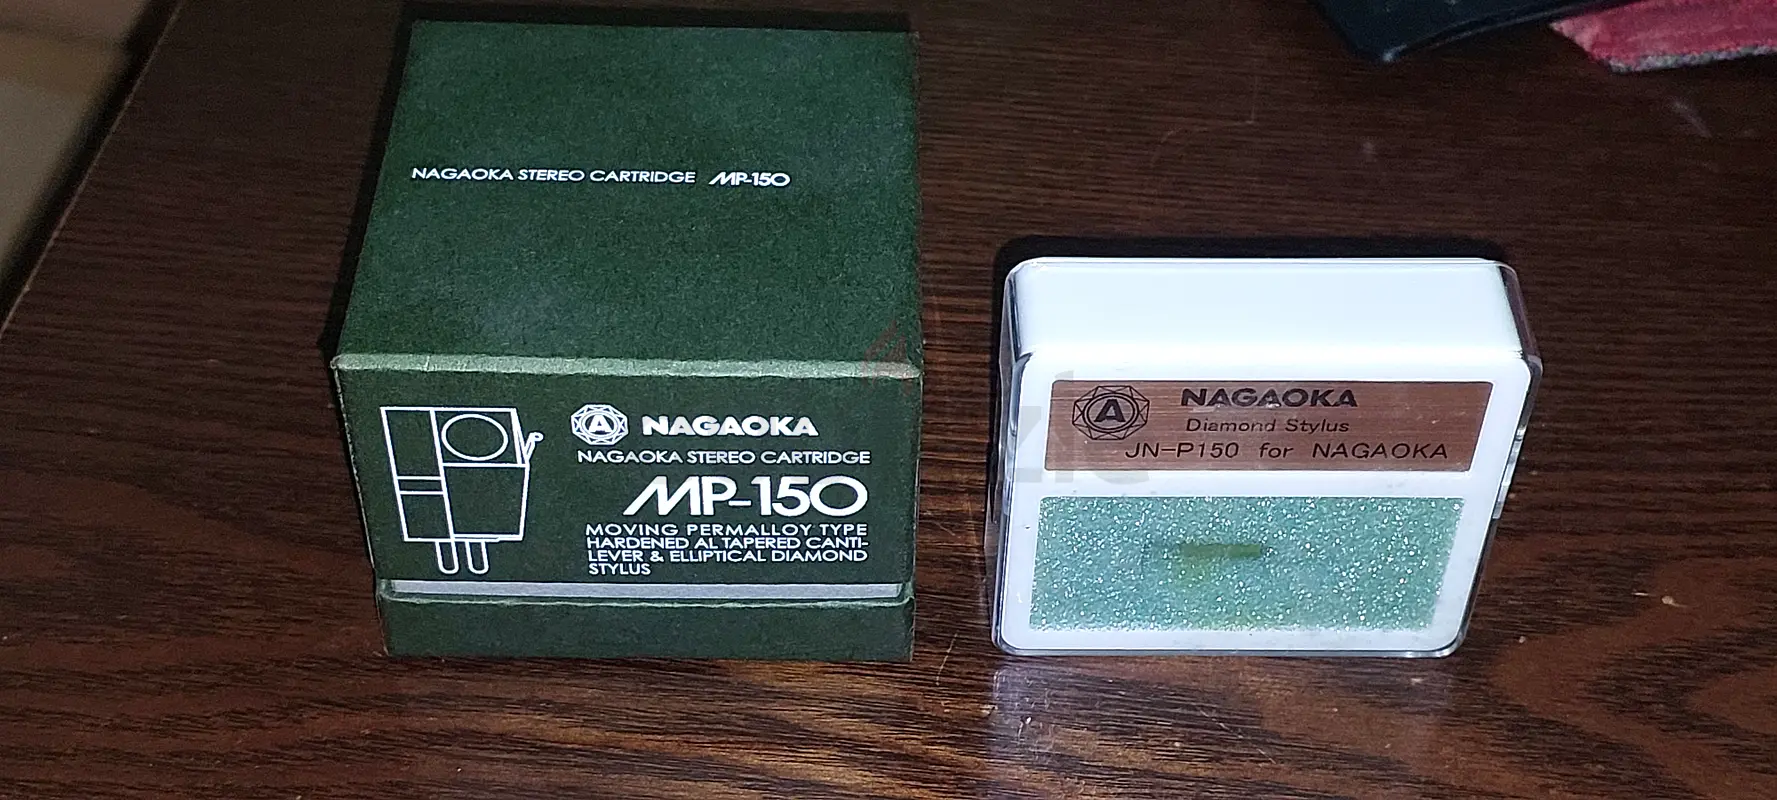 NAGAOKA STEREO CARTRIDGE MP-150
A NAGAOKA
NAGAOKA STEREO CARTRIDGE
MP-150
MOVING PERMALLOY TYPE
HARDENED AL TAPERED CANTI-
LEVER & ELLIPTICAL DIAMOND
STYLUS
A NAGAOKA
Diamond Stylus
JN-P150 for NAGAOKA